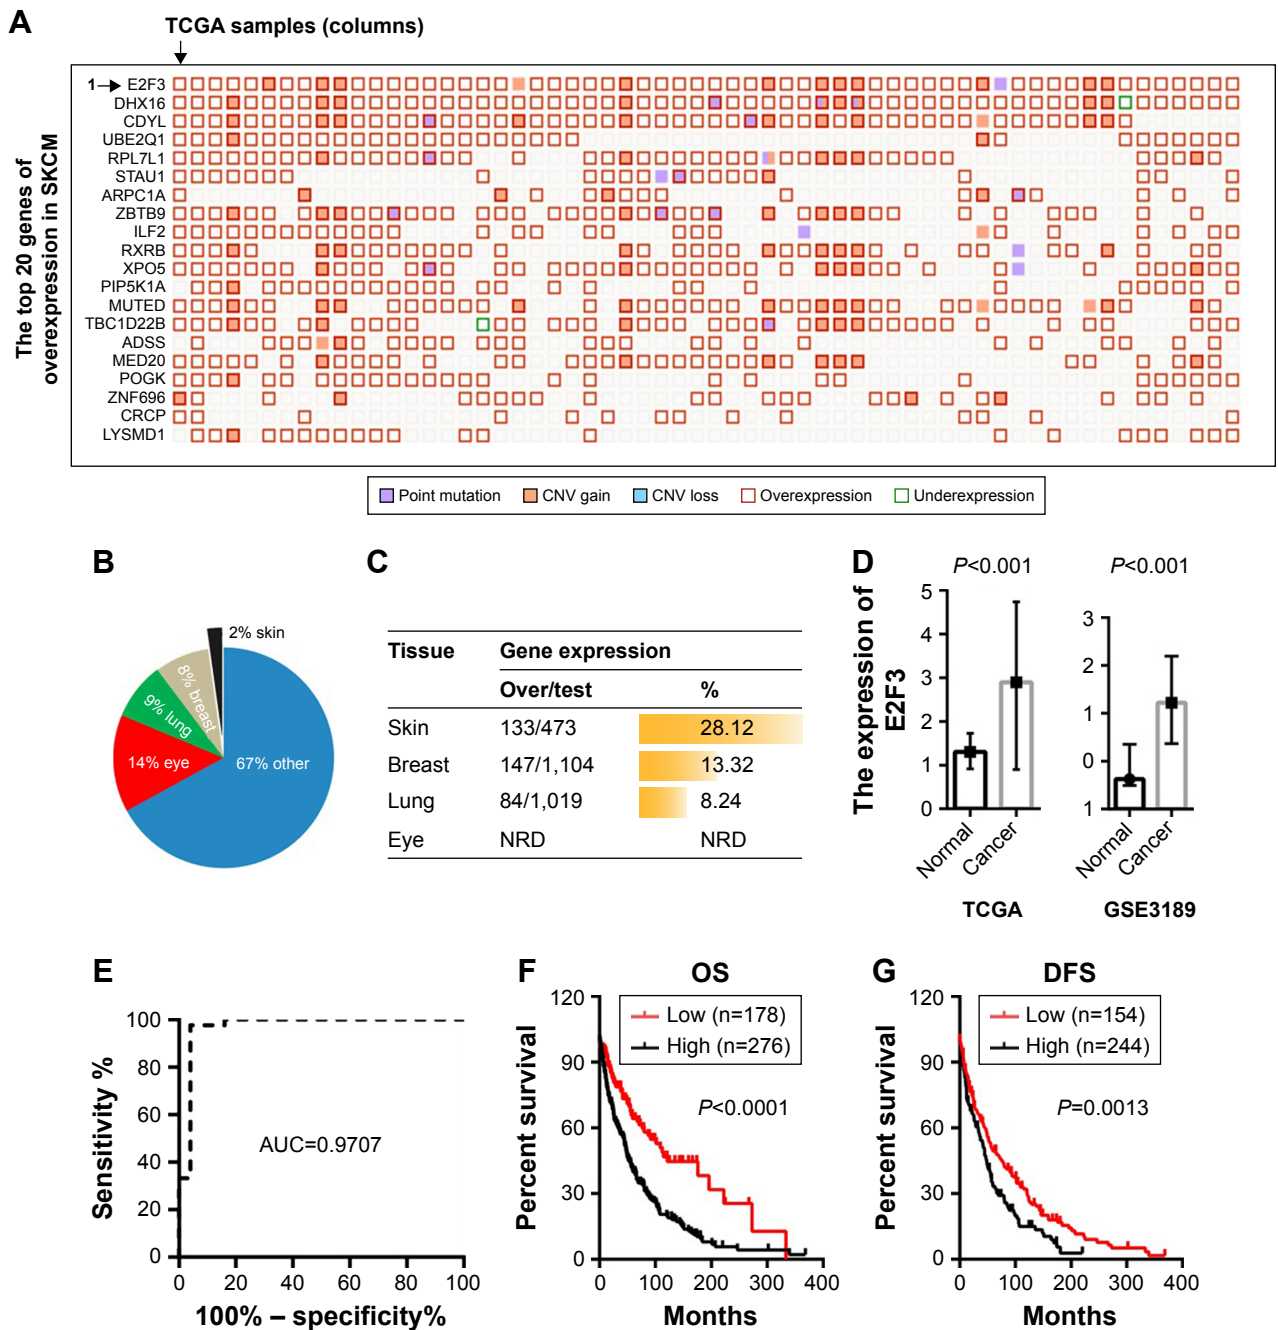 A
TCGA samples (columns)
The top 20 genes of
overexpression in SKCM
1 E2F3
DHX16
CDYL
UBE2Q1
RPL7L1
STAU1
ARPC1A
ZBTB9
ILF2
RXRB
XPO5
PIP5K1A
MUTED
TBC1D22B
ADSS
MED20
POGK
ZNF696
CRCP
LYSMD1
Point mutation CNV gain CNV loss Overexpression Underexpression
B
2% skin
8% breast
9% lung
14% eye
67% other
C
Tissue Gene expression
Over/test %
Skin 133/473 28.12
Breast 147/1,104 13.32
Lung 84/1,019 8.24
Eye NRD NRD
D
The expression of
E2F3
P<0.001
5
4
3
2
1
0
Normal
Cancer
TCGA
P<0.001
3
2
1
0
1
Normal
Cancer
GSE3189
E
Sensitivity %
100
80
60
40
20
0
AUC=0.9707
0 20 40 60 80 100
100% – specificity%
F
OS
Percent survival
120
90
60
30
0
Low (n=178)
High (n=276)
P<0.0001
0 100 200 300 400
Months
G
DFS
Percent survival
120
90
60
30
0
Low (n=154)
High (n=244)
P=0.0013
0 100 200 300 400
Months